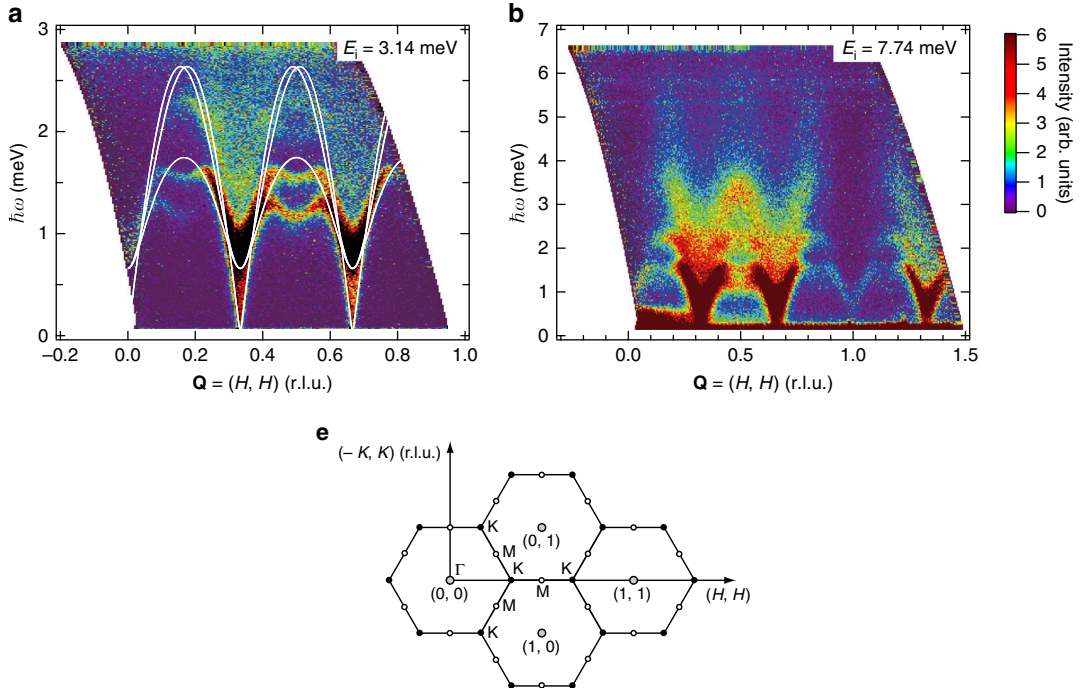 a
3
2
1
0
ħω (meV)
Ei = 3.14 meV
−0.2
0.0
0.2
0.4
0.6
0.8
1.0
Q = (H, H) (r.l.u.)
b
7
6
5
4
3
2
1
0
ħω (meV)
Ei = 7.74 meV
0.0
0.5
1.0
1.5
Q = (H, H) (r.l.u.)
6
5
4
3
2
1
0
Intensity (arb. units)
e
(− K, K) (r.l.u.)
K
(0, 1)
M
Γ
K
K
(0, 0)
M
(1, 1)
(H, H)
M
K
(1, 0)